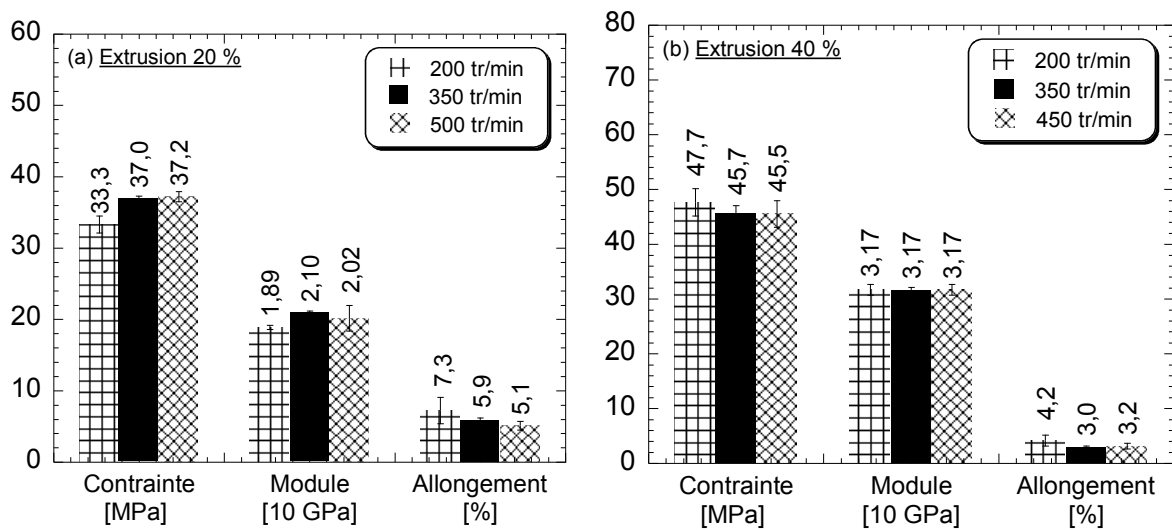 (a) Extrusion 20 %
200 tr/min
350 tr/min
500 tr/min
60
50
40
30
20
10
0
33,3
37,0
37,2
1,89
2,10
2,02
7,3
5,9
5,1
Contrainte
[MPa]
Module
[10 GPa]
Allongement
[%]
(b) Extrusion 40 %
200 tr/min
350 tr/min
450 tr/min
80
70
60
50
40
30
20
10
0
47,7
45,7
45,5
3,17
3,17
3,17
4,2
3,0
3,2
Contrainte
[MPa]
Module
[10 GPa]
Allongement
[%]